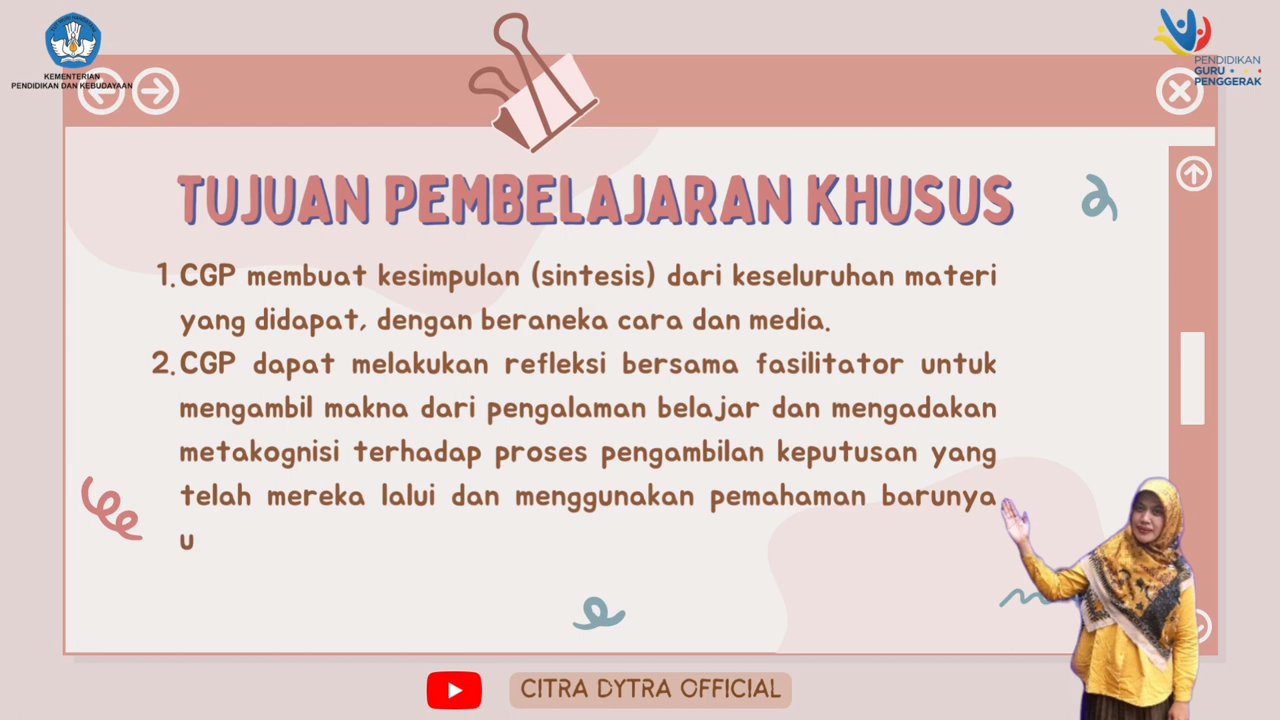 KEMENTERIAN
PENDIDIKAN DAN KEBUDAYAAN
PENDIDIKAN
GURU
PENGGERAK
TUJUAN PEMBELAJARAN KHUSUS
1. CGP membuat kesimpulan (sintesis) dari keseluruhan materi
yang didapat, dengan beraneka cara dan media.
2. CGP dapat melakukan refleksi bersama fasilitator untuk
mengambil makna dari pengalaman belajar dan mengadakan
metakognisi terhadap proses pengambilan keputusan yang
telah mereka lalui dan menggunakan pemahaman barunya
u
CITRA DYTRA OFFICIAL